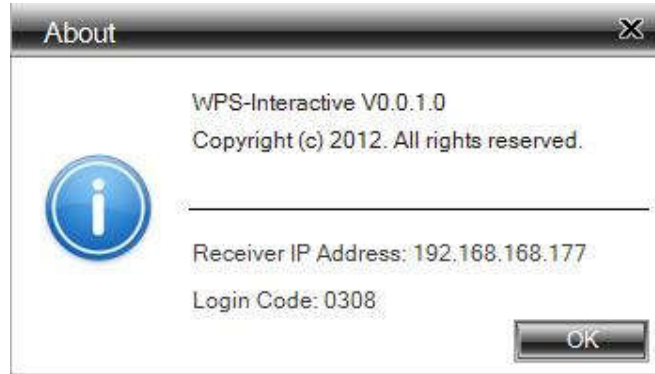 About
WPS-Interactive V0.0.1.0
Copyright (c) 2012. All rights reserved.
Receiver IP Address: 192.168.168.177
Login Code: 0308
OK